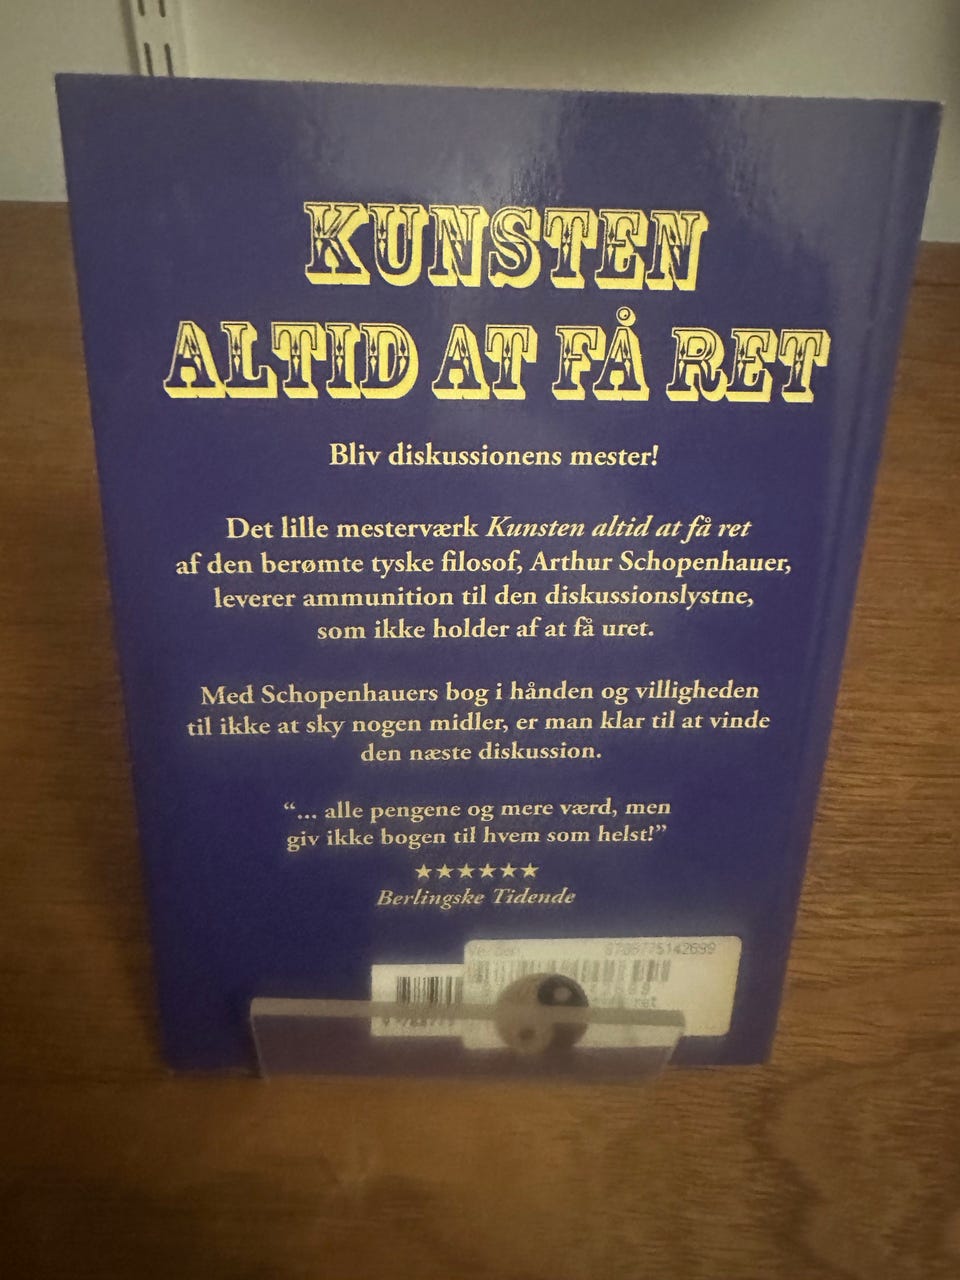 KUNSTEN
ALTID AT FÅ RET
Bliv diskussionens mester!
Det lille mesterværk Kunsten altid at få ret
af den berømte tyske filosof, Arthur Schopenhauer,
leverer ammunition til den diskussionslystne,
som ikke holder af at få uret.
Med Schopenhauers bog i hånden og villigheden
til ikke at sky nogen midler, er man klar til at vinde
den næste diskussion.
“... alle pengene og mere værd, men
giv ikke bogen til hvem som helst!”
★★★★★★
Berlingske Tidende
ret